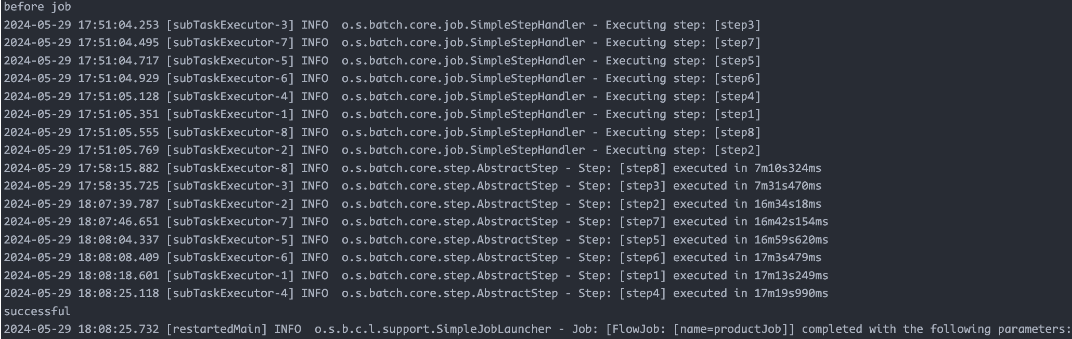 before job
2024-05-29 17:51:04.253 [subTaskExecutor-3] INFO  o.s.batch.core.job.SimpleStepHandler - Executing step: [step3]
2024-05-29 17:51:04.495 [subTaskExecutor-7] INFO  o.s.batch.core.job.SimpleStepHandler - Executing step: [step7]
2024-05-29 17:51:04.717 [subTaskExecutor-5] INFO  o.s.batch.core.job.SimpleStepHandler - Executing step: [step5]
2024-05-29 17:51:04.929 [subTaskExecutor-6] INFO  o.s.batch.core.job.SimpleStepHandler - Executing step: [step6]
2024-05-29 17:51:05.128 [subTaskExecutor-4] INFO  o.s.batch.core.job.SimpleStepHandler - Executing step: [step4]
2024-05-29 17:51:05.351 [subTaskExecutor-1] INFO  o.s.batch.core.job.SimpleStepHandler - Executing step: [step1]
2024-05-29 17:51:05.555 [subTaskExecutor-8] INFO  o.s.batch.core.job.SimpleStepHandler - Executing step: [step8]
2024-05-29 17:51:05.769 [subTaskExecutor-2] INFO  o.s.batch.core.job.SimpleStepHandler - Executing step: [step2]
2024-05-29 17:58:15.882 [subTaskExecutor-8] INFO  o.s.batch.core.step.AbstractStep - Step: [step8] executed in 7m10s324ms
2024-05-29 17:58:35.725 [subTaskExecutor-3] INFO  o.s.batch.core.step.AbstractStep - Step: [step3] executed in 7m31s470ms
2024-05-29 18:07:39.787 [subTaskExecutor-2] INFO  o.s.batch.core.step.AbstractStep - Step: [step2] executed in 16m34s18ms
2024-05-29 18:07:46.651 [subTaskExecutor-7] INFO  o.s.batch.core.step.AbstractStep - Step: [step7] executed in 16m42s154ms
2024-05-29 18:08:04.337 [subTaskExecutor-5] INFO  o.s.batch.core.step.AbstractStep - Step: [step5] executed in 16m59s620ms
2024-05-29 18:08:08.409 [subTaskExecutor-6] INFO  o.s.batch.core.step.AbstractStep - Step: [step6] executed in 17m3s479ms
2024-05-29 18:08:18.601 [subTaskExecutor-1] INFO  o.s.batch.core.step.AbstractStep - Step: [step1] executed in 17m13s249ms
2024-05-29 18:08:25.118 [subTaskExecutor-4] INFO  o.s.batch.core.step.AbstractStep - Step: [step4] executed in 17m19s990ms
successful
2024-05-29 18:08:25.732 [restartedMain] INFO  o.s.b.c.l.support.SimpleJobLauncher - Job: [FlowJob: [name=productJob]] completed with the following parameters: